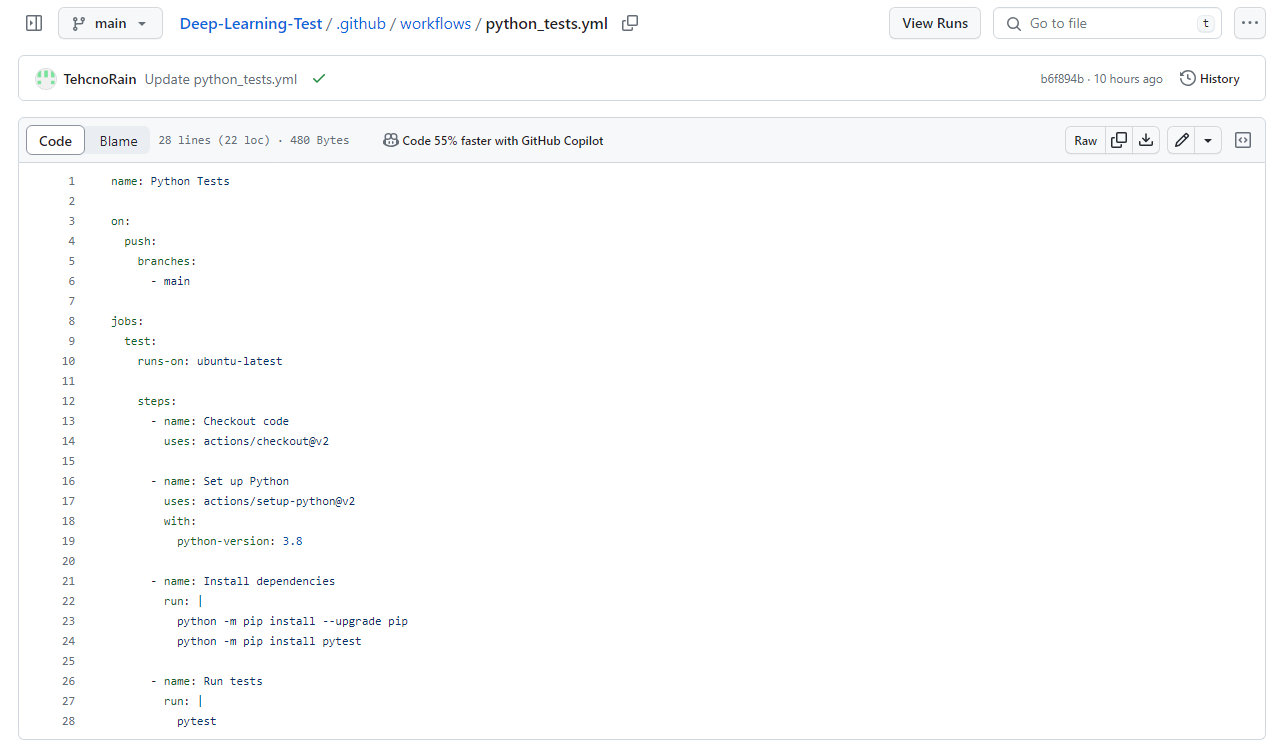 main Deep-Learning-Test / .github / workflows / python_tests.yml View Runs Go to file t
TehcnoRain Update python_tests.yml b6f894b · 10 hours ago History
Code Blame 28 lines (22 loc) · 480 Bytes Code 55% faster with GitHub Copilot Raw
1 name: Python Tests
2
3 on:
4   push:
5     branches:
6       - main
7
8 jobs:
9   test:
10     runs-on: ubuntu-latest
11
12     steps:
13       - name: Checkout code
14         uses: actions/checkout@v2
15
16       - name: Set up Python
17         uses: actions/setup-python@v2
18         with:
19           python-version: 3.8
20
21       - name: Install dependencies
22         run: |
23           python -m pip install --upgrade pip
24           python -m pip install pytest
25
26       - name: Run tests
27         run: |
28           pytest